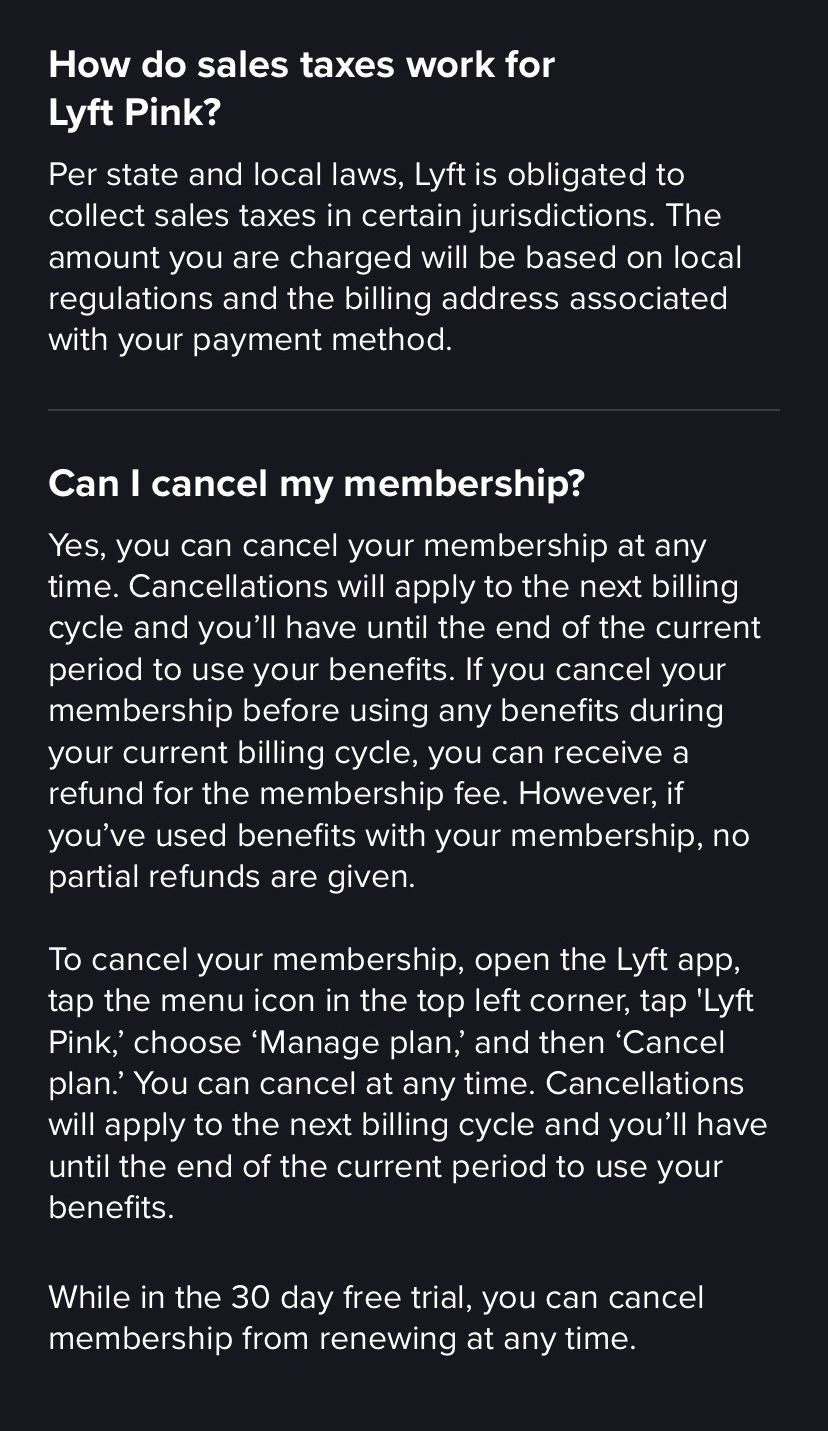 How do sales taxes work for
Lyft Pink?
Per state and local laws, Lyft is obligated to
collect sales taxes in certain jurisdictions. The
amount you are charged will be based on local
regulations and the billing address associated
with your payment method.
Can I cancel my membership?
Yes, you can cancel your membership at any
time. Cancellations will apply to the next billing
cycle and you’ll have until the end of the current
period to use your benefits. If you cancel your
membership before using any benefits during
your current billing cycle, you can receive a
refund for the membership fee. However, if
you’ve used benefits with your membership, no
partial refunds are given.
To cancel your membership, open the Lyft app,
tap the menu icon in the top left corner, tap 'Lyft
Pink,’ choose ‘Manage plan,’ and then ‘Cancel
plan.’ You can cancel at any time. Cancellations
will apply to the next billing cycle and you’ll have
until the end of the current period to use your
benefits.
While in the 30 day free trial, you can cancel
membership from renewing at any time.